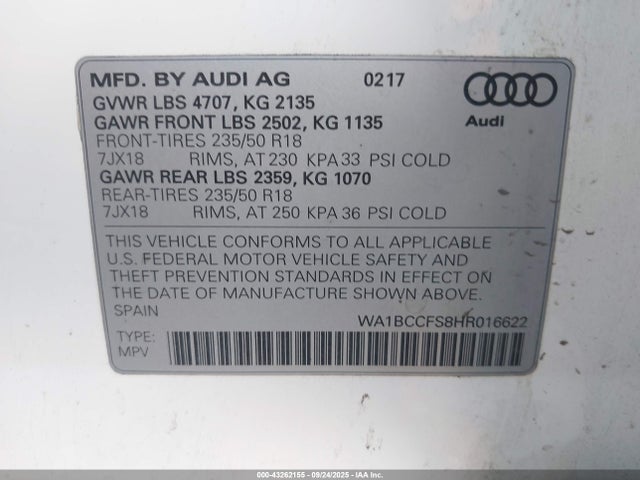 MFD. BY AUDI AG 0217
GVWR LBS 4707, KG 2135
GAWR FRONT LBS 2502, KG 1135
FRONT-TIRES 235/50 R18
7JX18 RIMS, AT 230 KPA 33 PSI COLD
GAWR REAR LBS 2359, KG 1070
REAR-TIRES 235/50 R18
7JX18 RIMS, AT 250 KPA 36 PSI COLD
Audi
THIS VEHICLE CONFORMS TO ALL APPLICABLE
U.S. FEDERAL MOTOR VEHICLE SAFETY AND
THEFT PREVENTION STANDARDS IN EFFECT ON
THE DATE OF MANUFACTURE SHOWN ABOVE.
SPAIN WA1BCCFS8HR016622
TYPE:
MPV
000-43262155 - 09/24/2025 - IAAI.COM